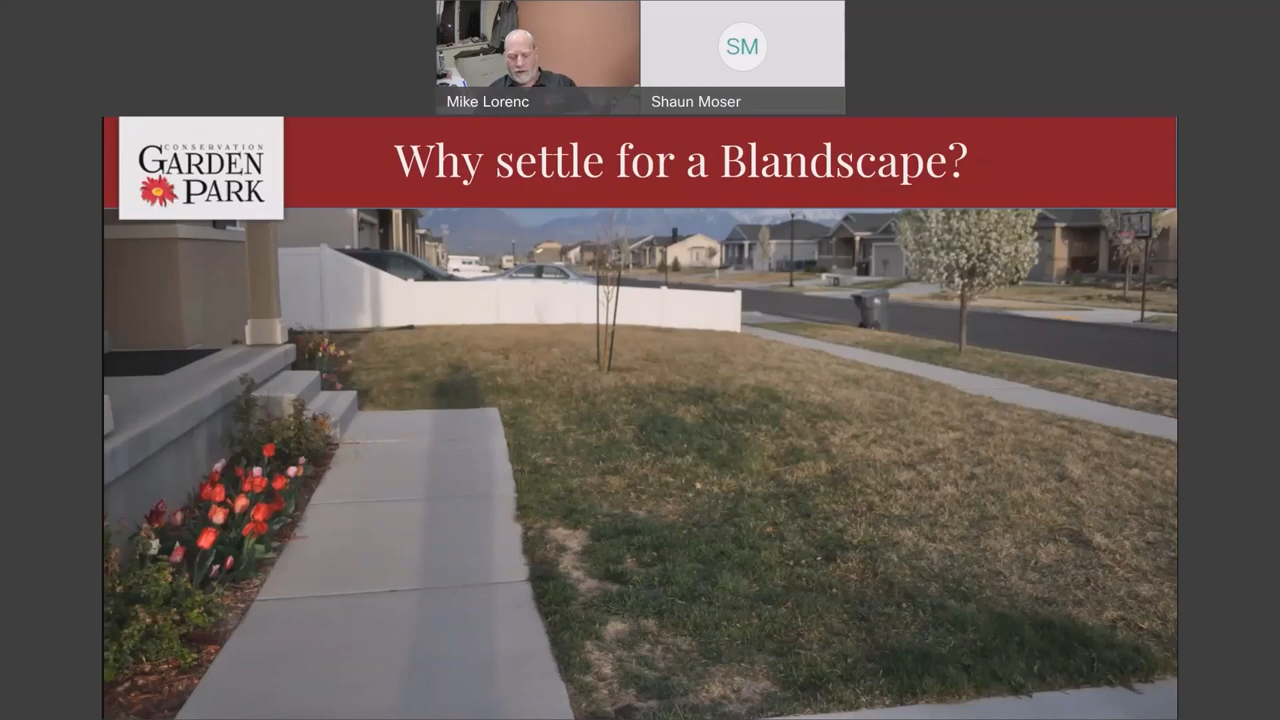 SM
Mike Lorenc
Shaun Moser
CONSERVATION
GARDEN
PARK
Why settle for a Blandscape?